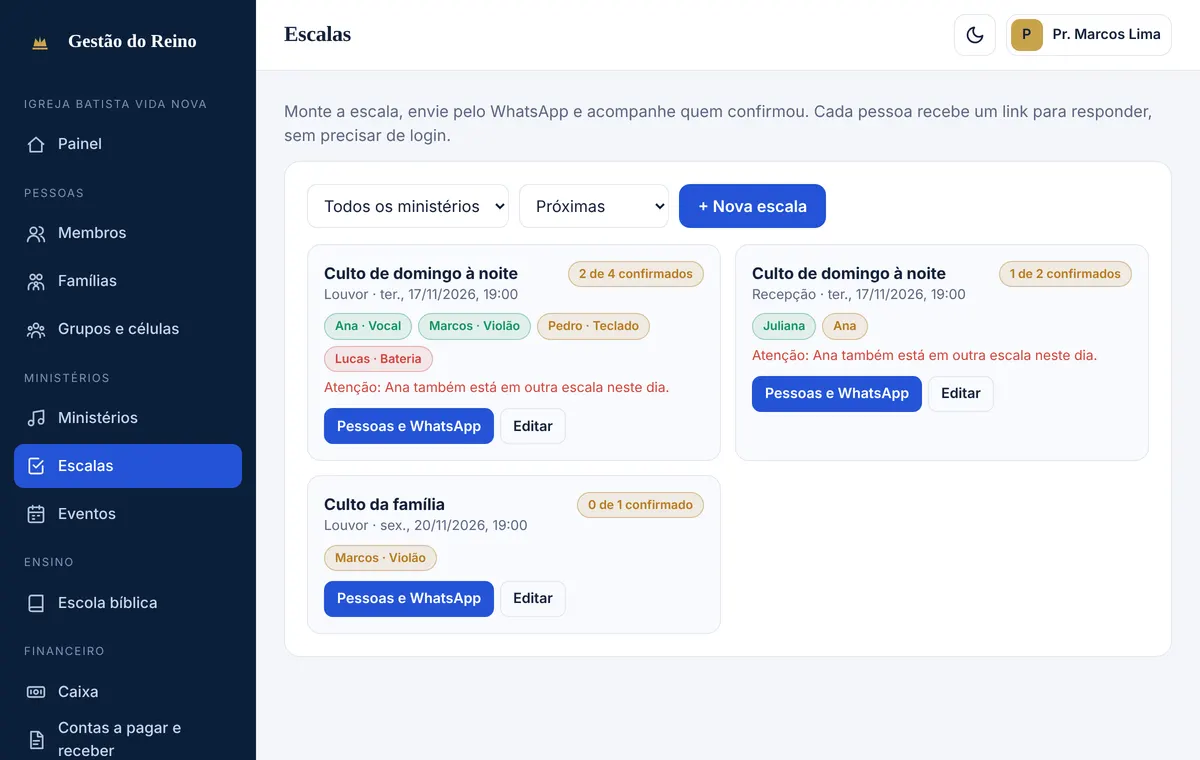 Gestão do Reino
IGREJA BATISTA VIDA NOVA
Painel
PESSOAS
Membros
Famílias
Grupos e células
MINISTÉRIOS
Ministérios
Escalas
Eventos
ENSINO
Escola bíblica
FINANCEIRO
Caixa
Contas a pagar e
receber
Escalas
P
Pr. Marcos Lima
Monte a escala, envie pelo WhatsApp e acompanhe quem confirmou. Cada pessoa recebe um link para responder,
sem precisar de login.
Todos os ministérios
Próximas
+ Nova escala
Culto de domingo à noite
2 de 4 confirmados
Louvor · ter., 17/11/2026, 19:00
Ana · Vocal
Marcos · Violão
Pedro · Teclado
Lucas · Bateria
Atenção: Ana também está em outra escala neste dia.
Pessoas e WhatsApp
Editar
Culto de domingo à noite
1 de 2 confirmados
Recepção · ter., 17/11/2026, 19:00
Juliana
Ana
Atenção: Ana também está em outra escala neste dia.
Pessoas e WhatsApp
Editar
Culto da família
0 de 1 confirmado
Louvor · sex., 20/11/2026, 19:00
Marcos · Violão
Pessoas e WhatsApp
Editar